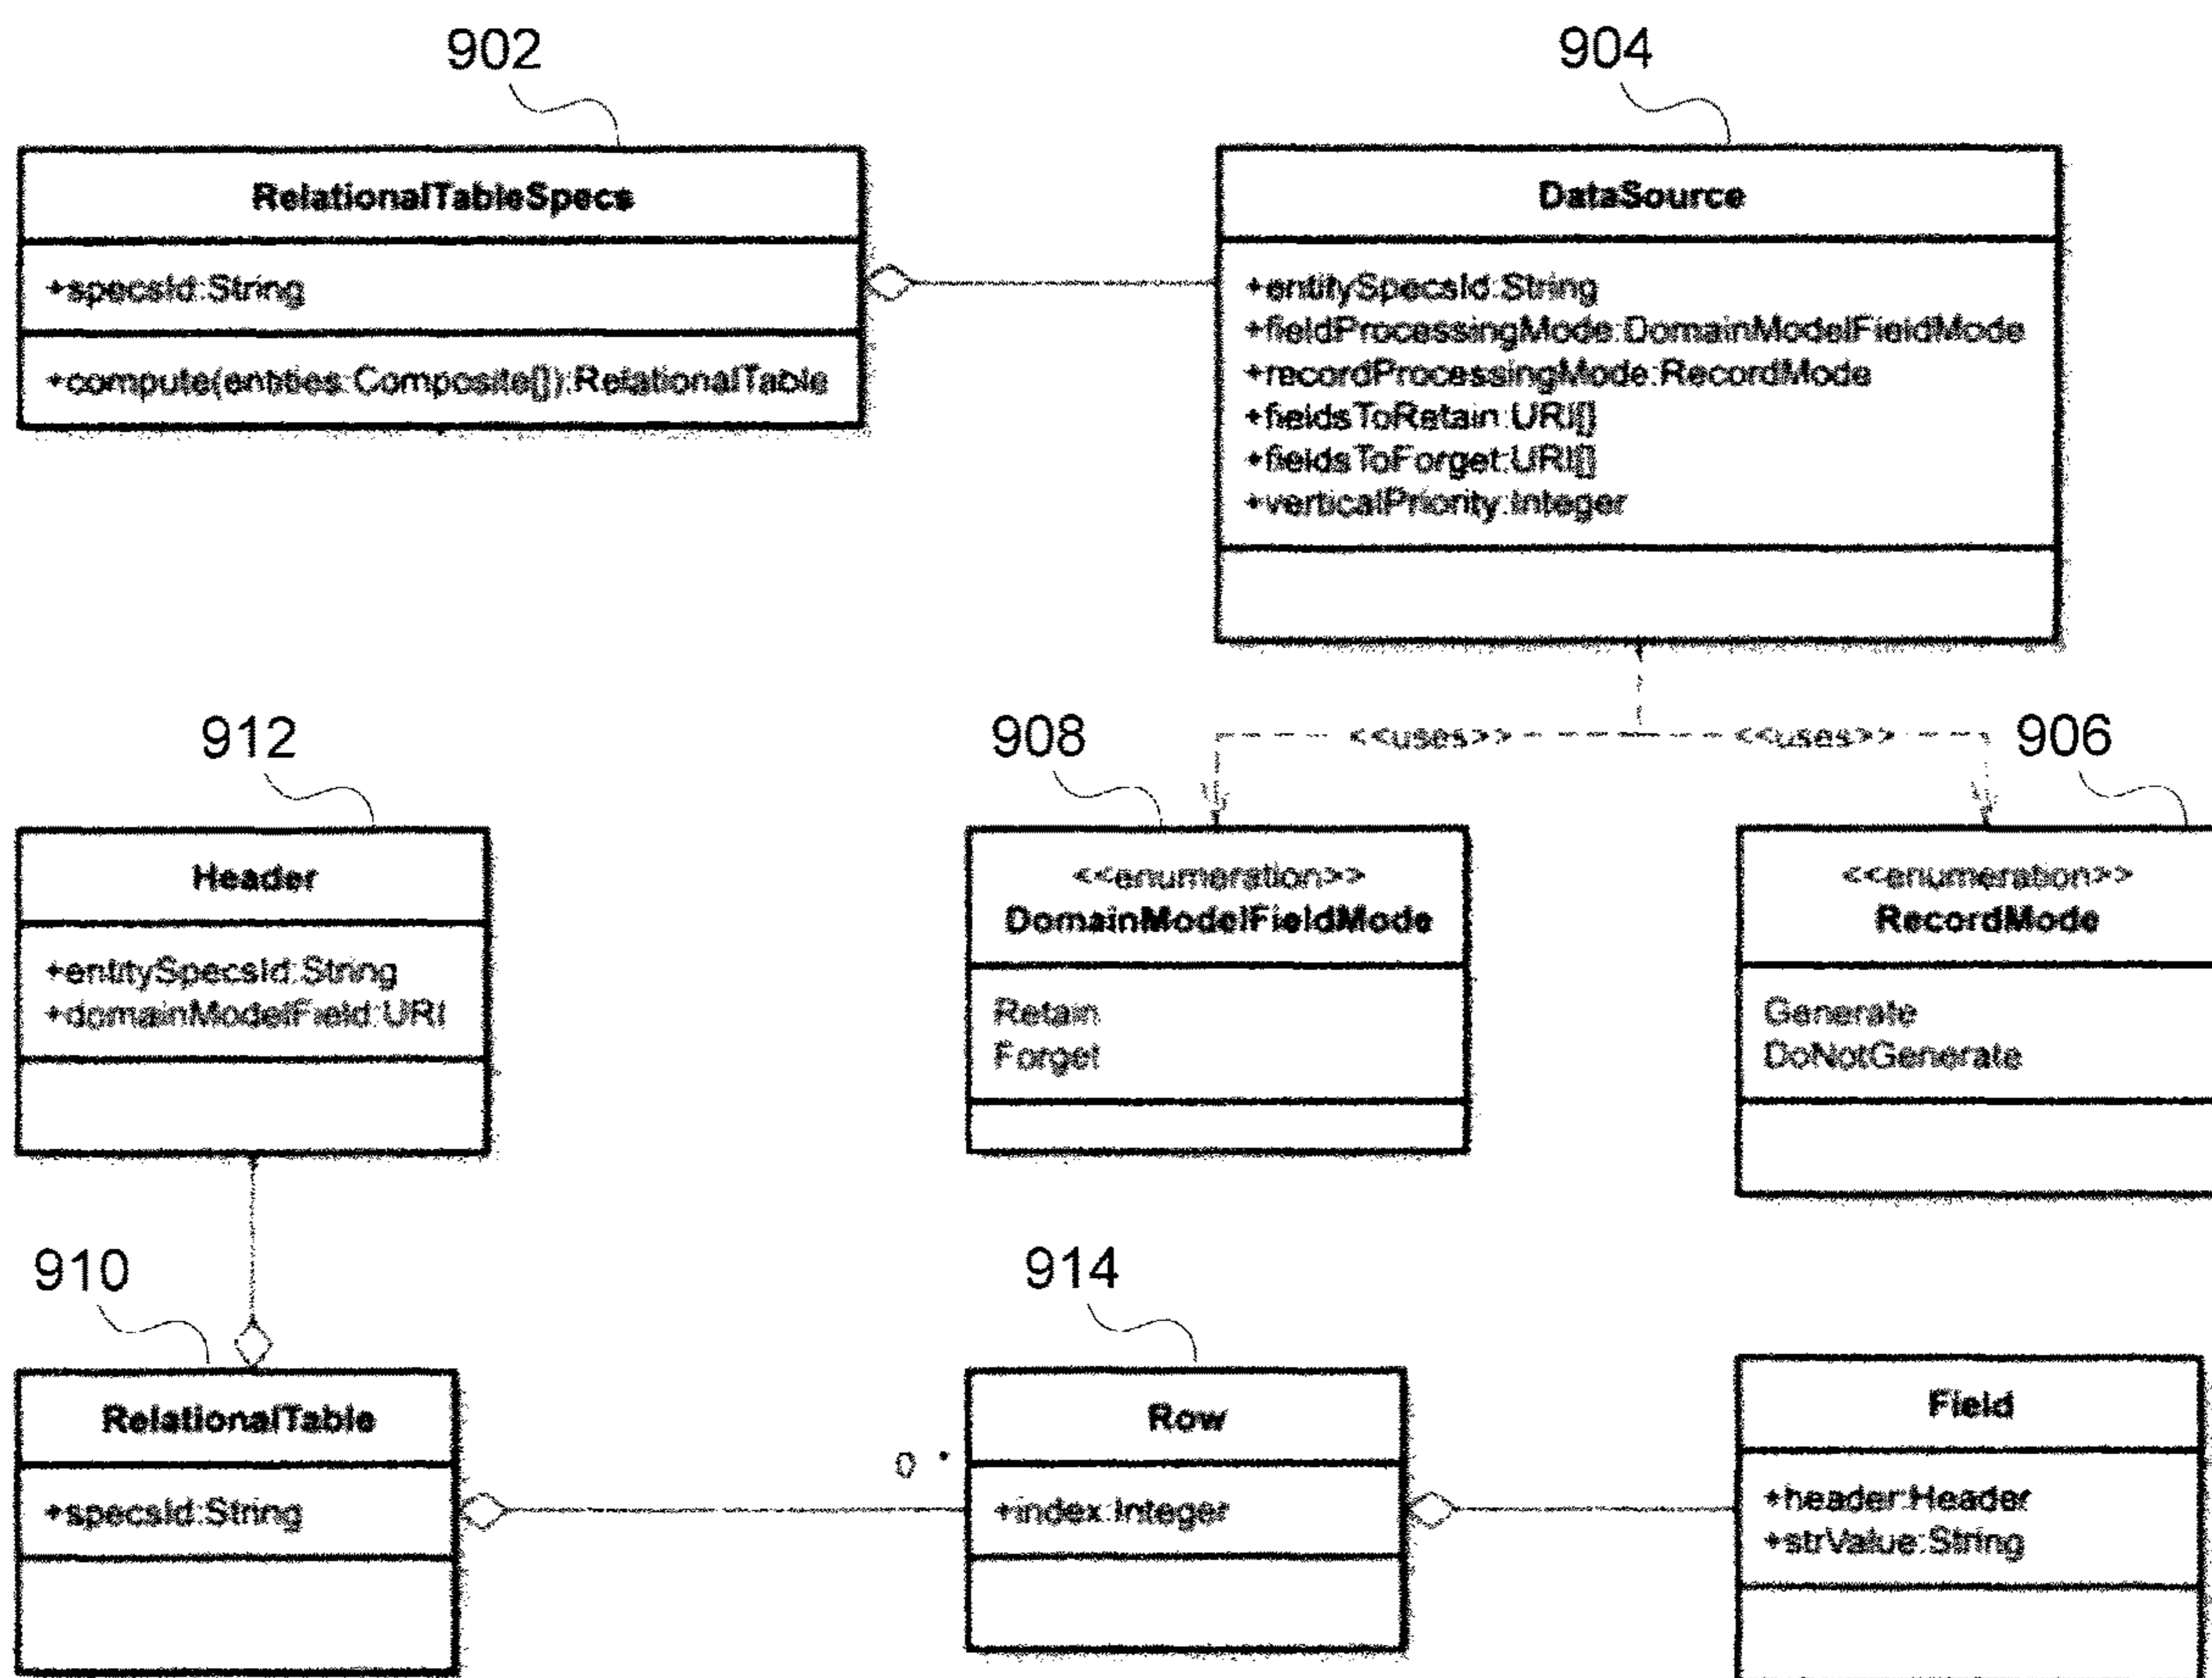 902
RelationalTableSpecs
+specsId:String
+compute(entities:Composite[]):RelationalTable
904
DataSource
+entitySpecsId:String
+fieldProcessingMode:DomainModelFieldMode
+recordProcessingMode:RecordMode
+fieldsToRetain:URI[]
+fieldsToForget:URI[]
+verticalPriority:Integer
<<uses>>
<<uses>>
912
Header
+entitySpecsId:String
+domainModelField:URI
908
<<enumeration>>
DomainModelFieldMode
Retain
Forget
906
<<enumeration>>
RecordMode
Generate
DoNotGenerate
910
RelationalTable
+specsId:String
0 *
914
Row
+index:Integer
Field
+header:Header
+strValue:String